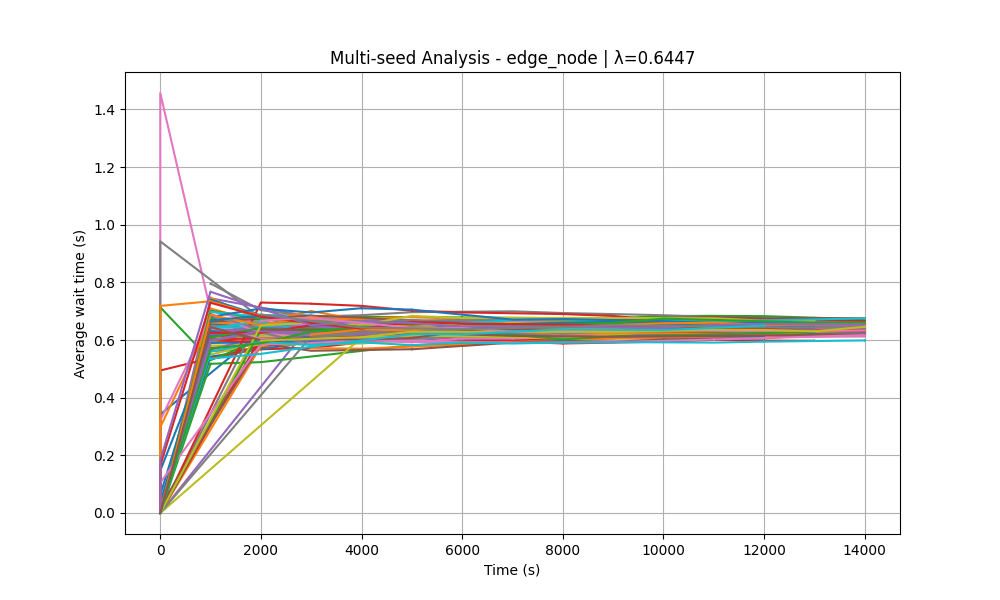 Multi-seed Analysis - edge_node | λ=0.6447
Average wait time (s)
1.4
1.2
1.0
0.8
0.6
0.4
0.2
0.0
0 2000 4000 6000 8000 10000 12000 14000
Time (s)